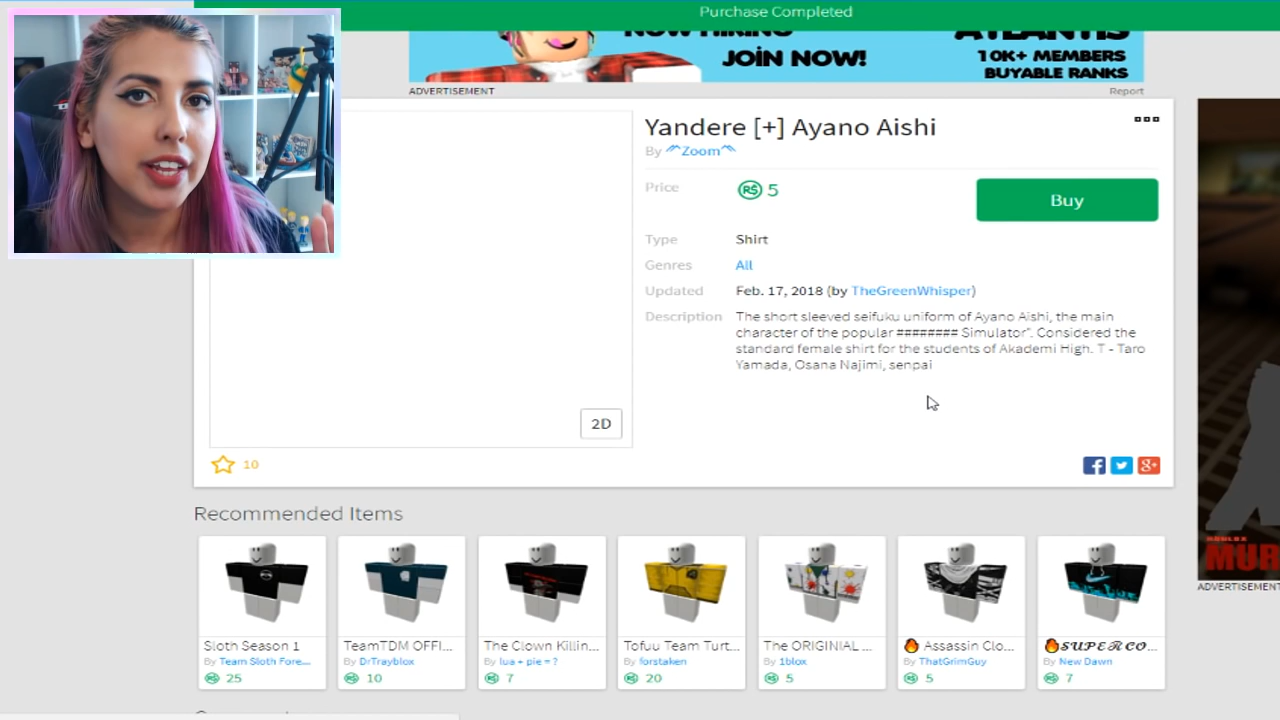 Purchase Completed
NOW HIRING
JOİN NOW!
ATLANTIS
10K+ MEMBERS
BUYABLE RANKS
ADVERTISEMENT
Report
Yandere [+] Ayano Aishi
By Zoom
Price
R$ 5
Buy
Type
Shirt
Genres
All
Updated
Feb. 17, 2018 (by TheGreenWhisper)
Description
The short sleeved seifuku uniform of Ayano Aishi, the main
character of the popular ######## Simulator". Considered the
standard female shirt for the students of Akademi High. T - Taro
Yamada, Osana Najimi, senpai
2D
10
Recommended Items
Sloth Season 1
By Team Sloth Fore...
25
TeamTDM OFFI...
By DrTrayblox
10
The Clown Killin...
By lua + pie = ?
7
Tofuu Team Turt...
By forstaken
20
The ORIGINIAL ...
By 1blox
5
🔥 Assassin Clo...
By ThatGrimGuy
5
🔥𝓢𝓤𝓟𝓔𝓡 𝓒𝓞...
By New Dawn
7
ROBLOX
MUR
ADVERTISEMENT